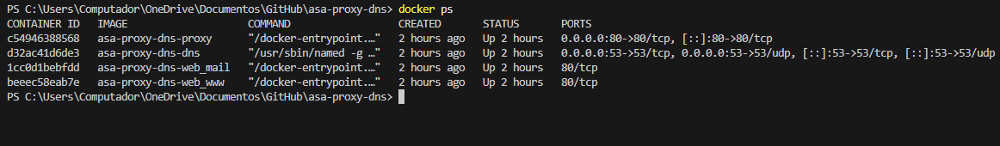 PS C:\Users\Computador\OneDrive\Documentos\GitHub\asa-proxy-dns> docker ps
CONTAINER ID   IMAGE                   COMMAND                  CREATED       STATUS       PORTS
c54946388568   asa-proxy-dns-proxy     "/docker-entrypoint.…"   2 hours ago   Up 2 hours   0.0.0.0:80->80/tcp, [::]:80->80/tcp
d32ac41d6de3   asa-proxy-dns-dns       "/usr/sbin/named -g …"   2 hours ago   Up 2 hours   0.0.0.0:53->53/tcp, 0.0.0.0:53->53/udp, [::]:53->53/tcp, [::]:53->53/udp
1cc0d1bebfdd   asa-proxy-dns-web_mail   "/docker-entrypoint.…"   2 hours ago   Up 2 hours   80/tcp
beeec58eab7e   asa-proxy-dns-web_www   "/docker-entrypoint.…"   2 hours ago   Up 2 hours   80/tcp
PS C:\Users\Computador\OneDrive\Documentos\GitHub\asa-proxy-dns>